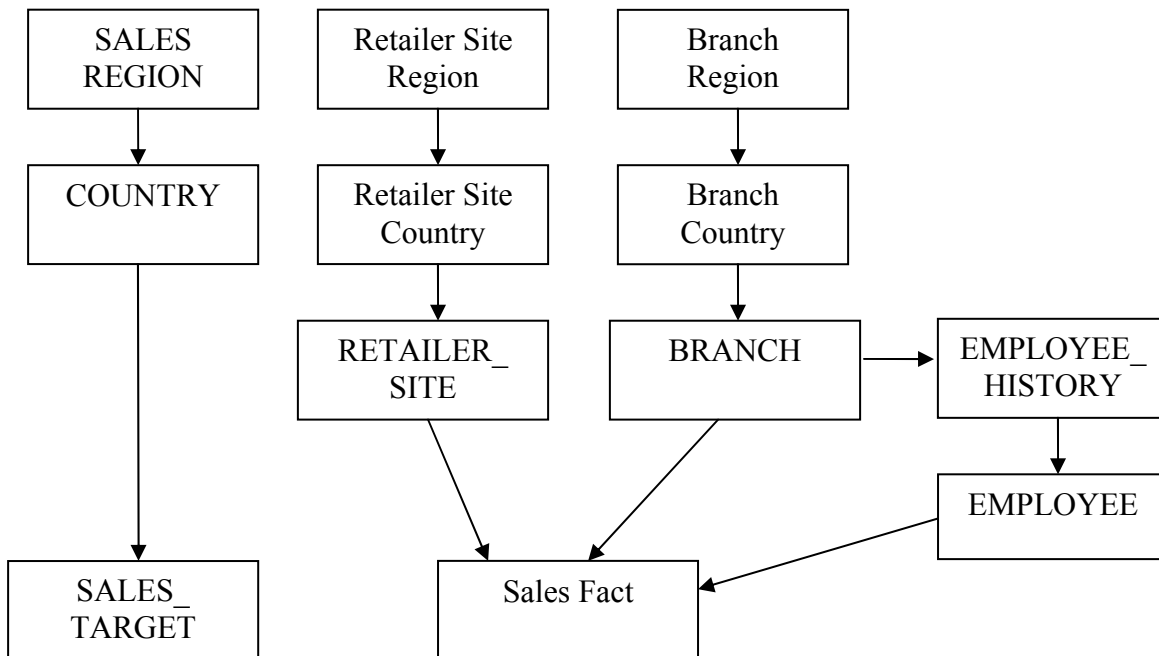 SALES
REGION
Retailer Site
Region
Branch
Region
COUNTRY
Retailer Site
Country
Branch
Country
RETAILER_
SITE
BRANCH
EMPLOYEE_
HISTORY
EMPLOYEE
SALES_
TARGET
Sales Fact